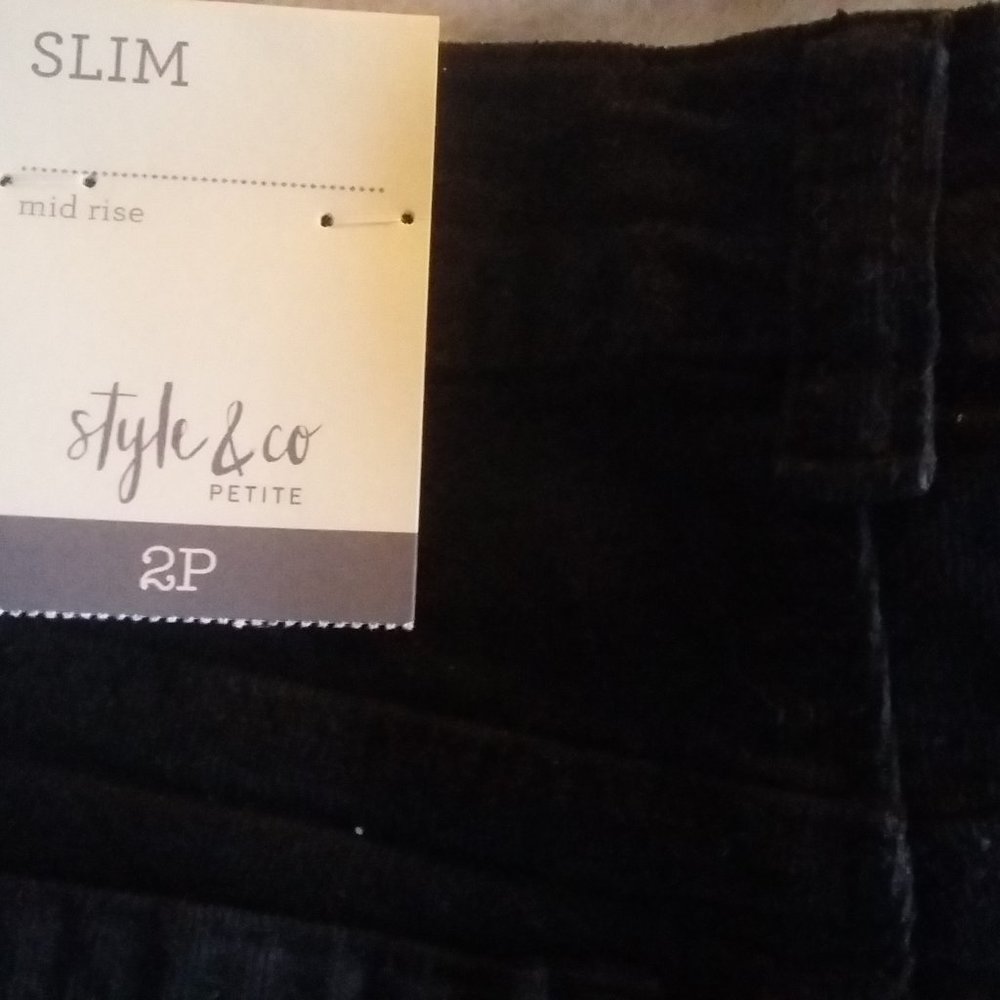 SLIM
mid rise
style & co
PETITE
2P